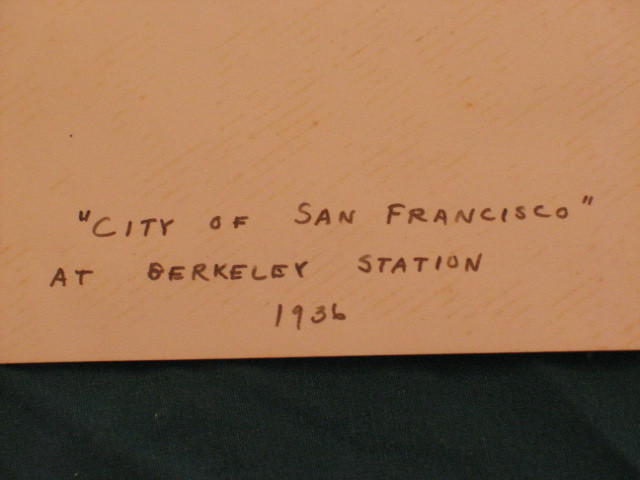 "CITY OF SAN FRANCISCO"
AT BERKELEY STATION
1936